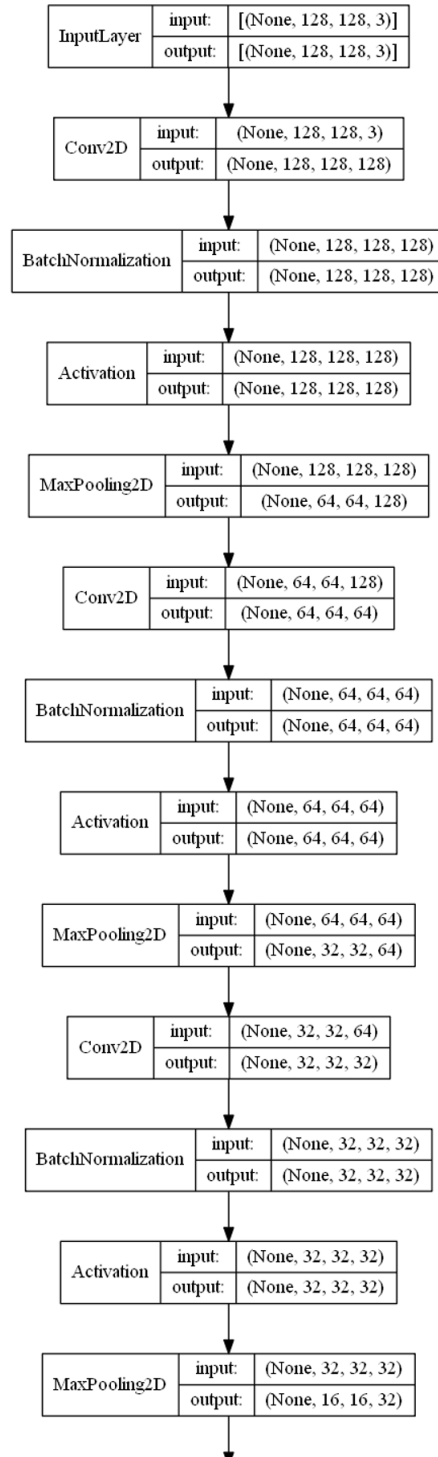 InputLayer
input: [(None, 128, 128, 3)]
output: [(None, 128, 128, 3)]
Conv2D
input: (None, 128, 128, 3)
output: (None, 128, 128, 128)
BatchNormalization
input: (None, 128, 128, 128)
output: (None, 128, 128, 128)
Activation
input: (None, 128, 128, 128)
output: (None, 128, 128, 128)
MaxPooling2D
input: (None, 128, 128, 128)
output: (None, 64, 64, 128)
Conv2D
input: (None, 64, 64, 128)
output: (None, 64, 64, 64)
BatchNormalization
input: (None, 64, 64, 64)
output: (None, 64, 64, 64)
Activation
input: (None, 64, 64, 64)
output: (None, 64, 64, 64)
MaxPooling2D
input: (None, 64, 64, 64)
output: (None, 32, 32, 64)
Conv2D
input: (None, 32, 32, 64)
output: (None, 32, 32, 32)
BatchNormalization
input: (None, 32, 32, 32)
output: (None, 32, 32, 32)
Activation
input: (None, 32, 32, 32)
output: (None, 32, 32, 32)
MaxPooling2D
input: (None, 32, 32, 32)
output: (None, 16, 16, 32)